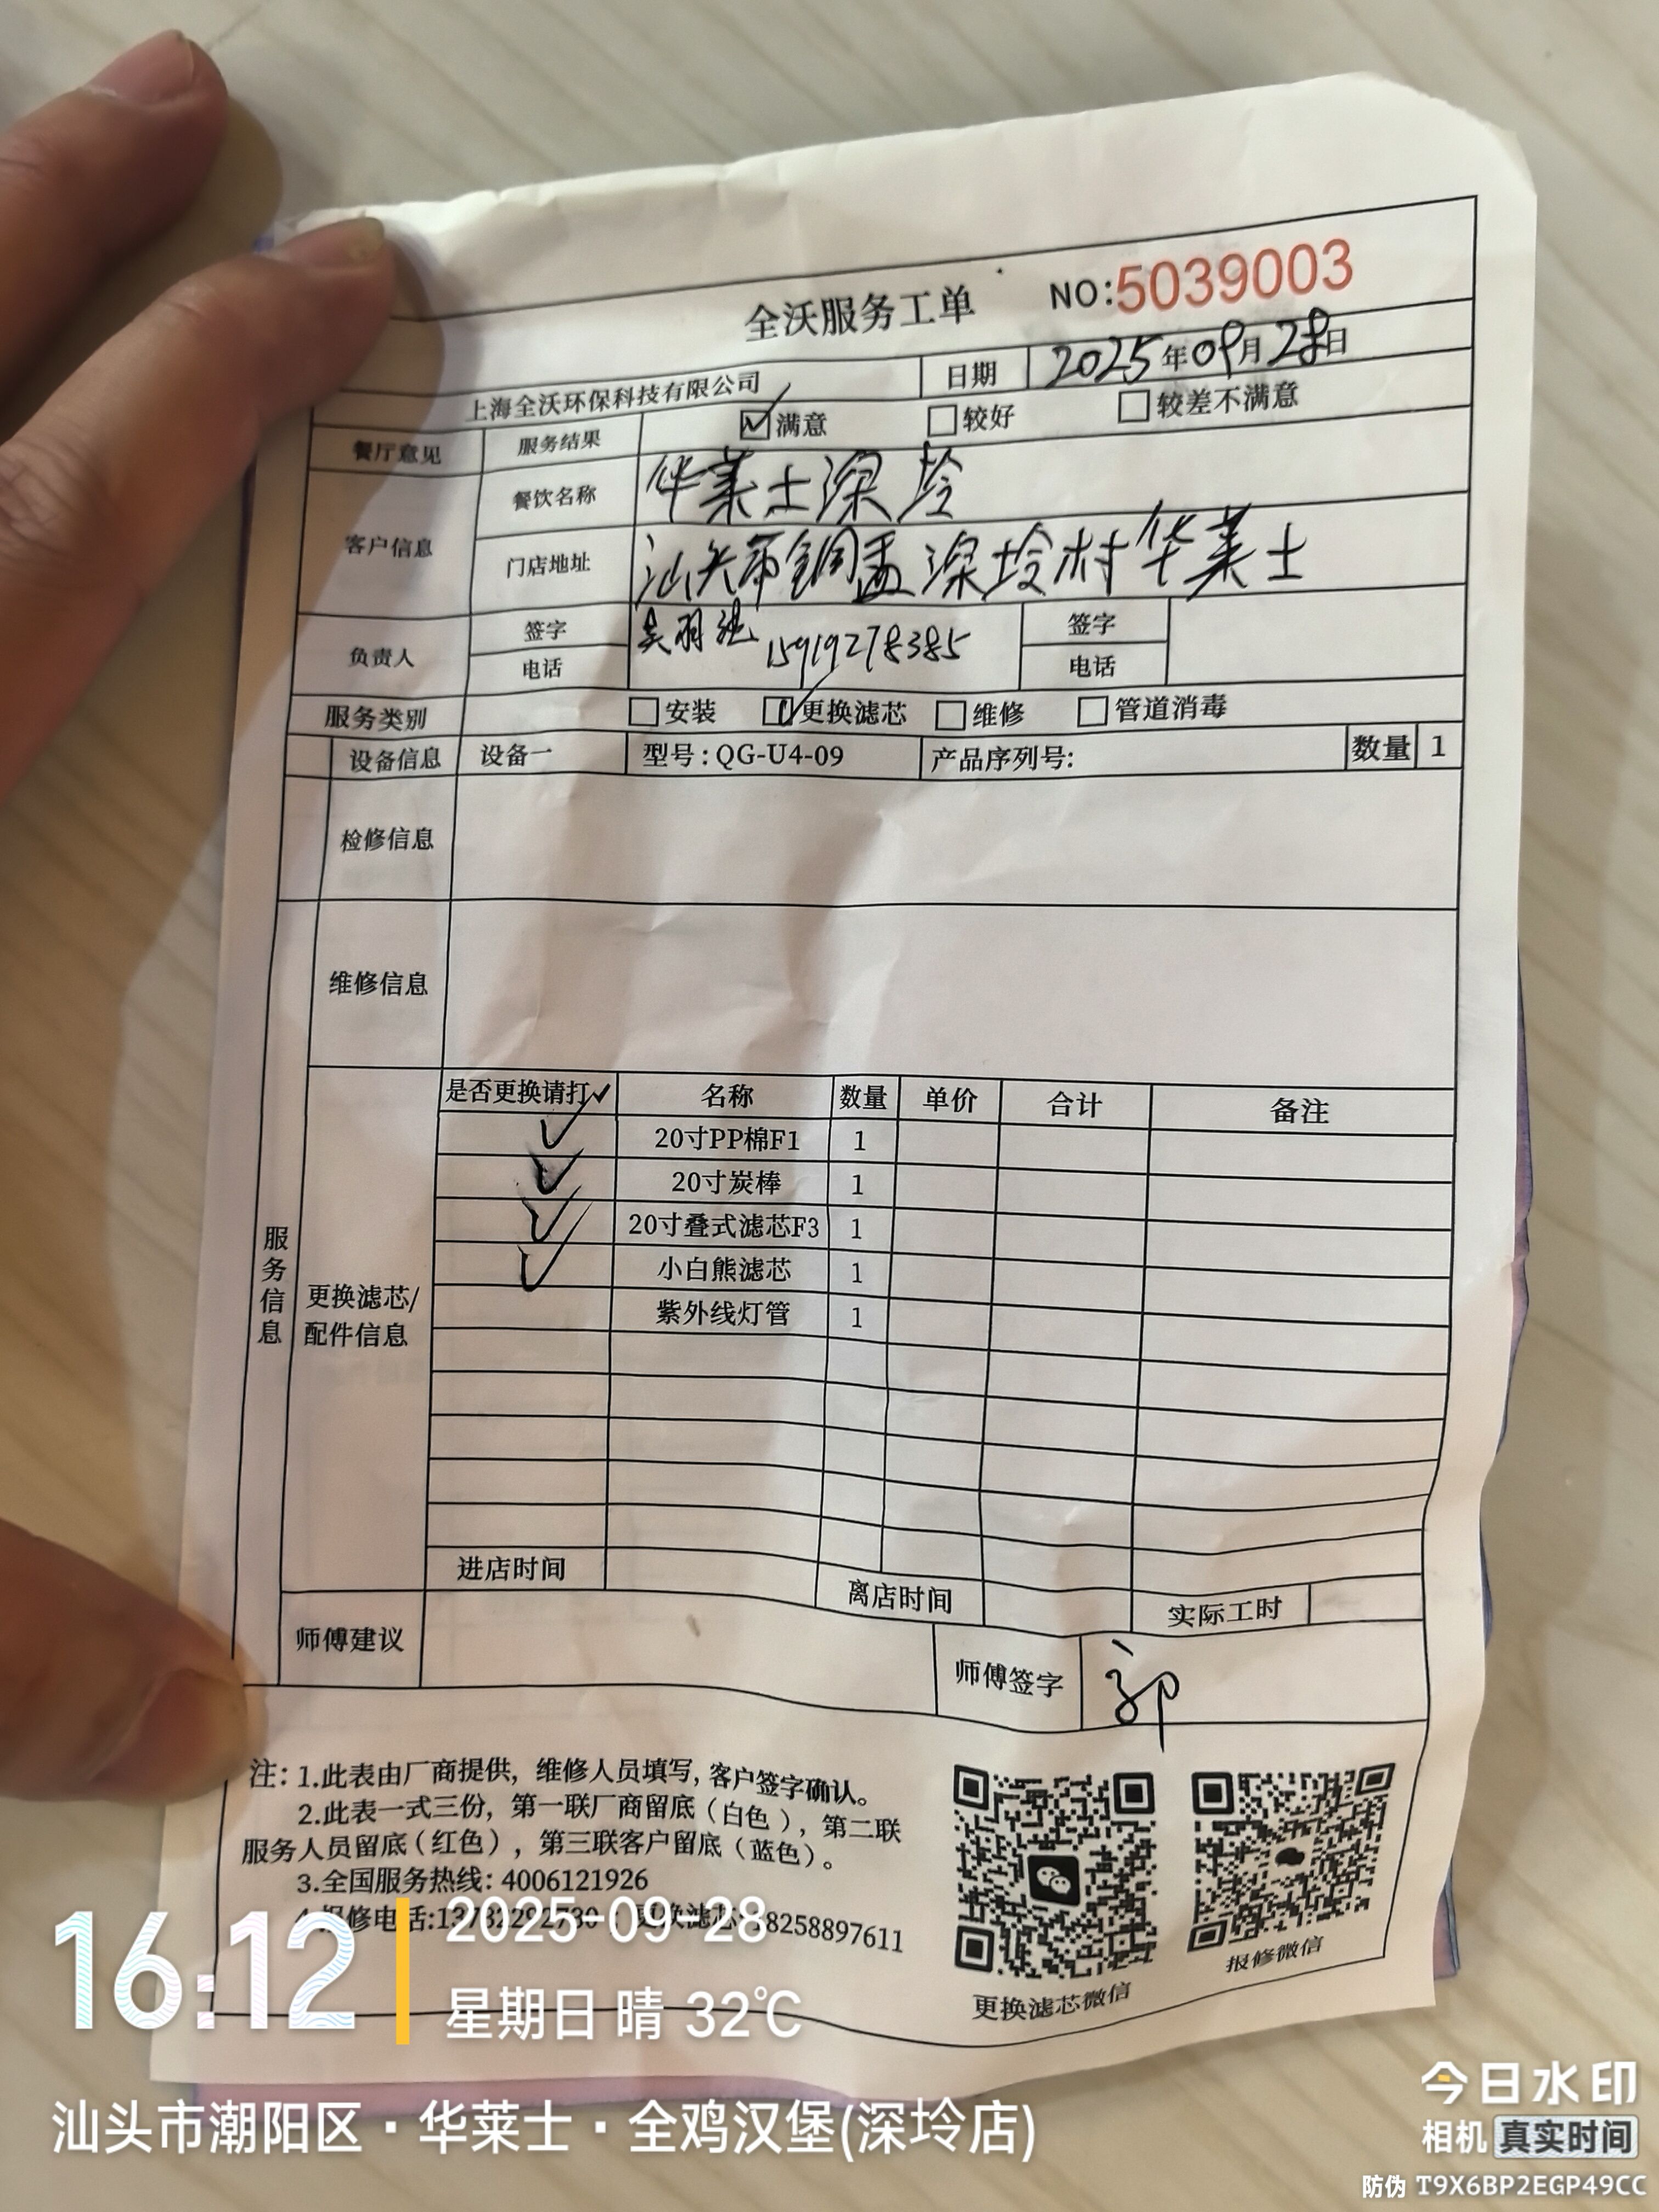 全沃服务工单 NO:5039003
上海全沃环保科技有限公司 日期 2025年09月28日
餐厅意见 服务结果 满意 较好 较差不满意
客户信息 餐饮名称 华莱士深坽
门店地址 汕头市铜盂深坽村华莱士
负责人 签字 吴羽 签字
电话 15919278385 电话
服务类别 安装 更换滤芯 维修 管道消毒
设备信息 设备一 型号:QG-U4-09 产品序列号: 数量 1
检修信息
维修信息
服务信息
更换滤芯/
配件信息
是否更换请打✓ 名称 数量 单价 合计 备注
✓ 20寸PP棉F1 1
✓ 20寸炭棒 1
✓ 20寸叠式滤芯F3 1
✓ 小白熊滤芯 1
紫外线灯管 1
进店时间 离店时间 实际工时
师傅建议 师傅签字 郭
注: 1.此表由厂商提供, 维修人员填写, 客户签字确认。
2.此表一式三份, 第一联厂商留底(白色), 第二联
服务人员留底(红色), 第三联客户留底(蓝色)。
3.全国服务热线: 4006121926
报修电话: 更换滤芯 8258897611
更换滤芯微信 报修微信
16:12 2025-09-28
星期日 晴 32℃
汕头市潮阳区·华莱士·全鸡汉堡(深坽店)
今日水印
相机 真实时间
防伪 T9X6BP2EGP49CC